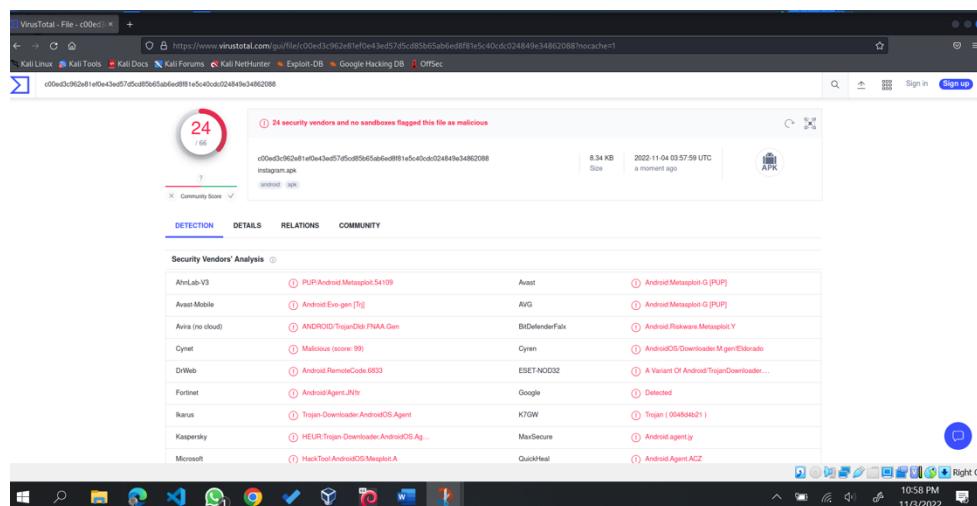 VirusTotal - File - c00ed3
https://www.virustotal.com/gui/file/c00ed3c962e81ef0e43ed57d5cd85b65ab6ed8f81e5c40cdc024849e34862088?nocache=1
Kali Linux Kali Tools Kali Docs Kali Forums Kali NetHunter Exploit-DB Google Hacking DB OffSec
c00ed3c962e81ef0e43ed57d5cd85b65ab6ed8f81e5c40cdc024849e34862088 Sign in Sign up
24
/ 66
24 security vendors and no sandboxes flagged this file as malicious
c00ed3c962e81ef0e43ed57d5cd85b65ab6ed8f81e5c40cdc024849e34862088
instagram.apk
android apk
8.34 KB
Size
2022-11-04 03:57:59 UTC
a moment ago
APK
?
Community Score
DETECTION DETAILS RELATIONS COMMUNITY
Security Vendors' Analysis
AhnLab-V3 PUP/Android.Metasploit.54109 Avast Android:Metasploit-G [PUP]
Avast-Mobile Android:Evo-gen [Trj] AVG Android:Metasploit-G [PUP]
Avira (no cloud) ANDROID/TrojanDldr.FNAA.Gen BitDefenderFalx Android.Riskware.Metasploit.Y
Cynet Malicious (score: 99) Cyren AndroidOS/Downloader.M.gen!Eldorado
DrWeb Android.RemoteCode.6833 ESET-NOD32 A Variant Of Android/TrojanDownloader....
Fortinet Android/Agent.JN!tr Google Detected
Ikarus Trojan-Downloader.AndroidOS.Agent K7GW Trojan ( 0048d4b21 )
Kaspersky HEUR:Trojan-Downloader.AndroidOS.Ag... MaxSecure Android.agent.jy
Microsoft HackTool:AndroidOS/Mesploit.A QuickHeal Android.Agent.ACZ
Right C
10:58 PM
11/3/2022